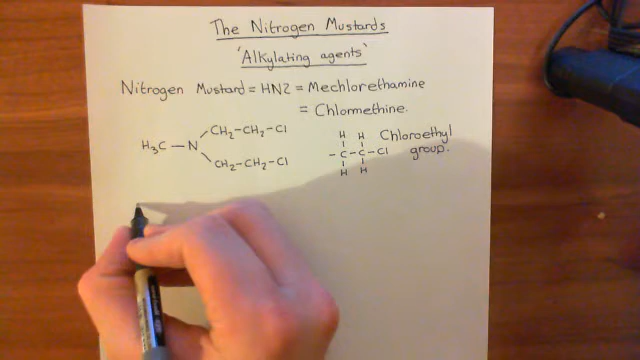 The Nitrogen Mustards
'Alkylating agents'
Nitrogen Mustard = HN2 = Mechlorethamine
= Chlormethine.
CH2-CH2-Cl
H3C-N
CH2-CH2-Cl
H H
-C-C-Cl
H H
Chloroethyl
group.